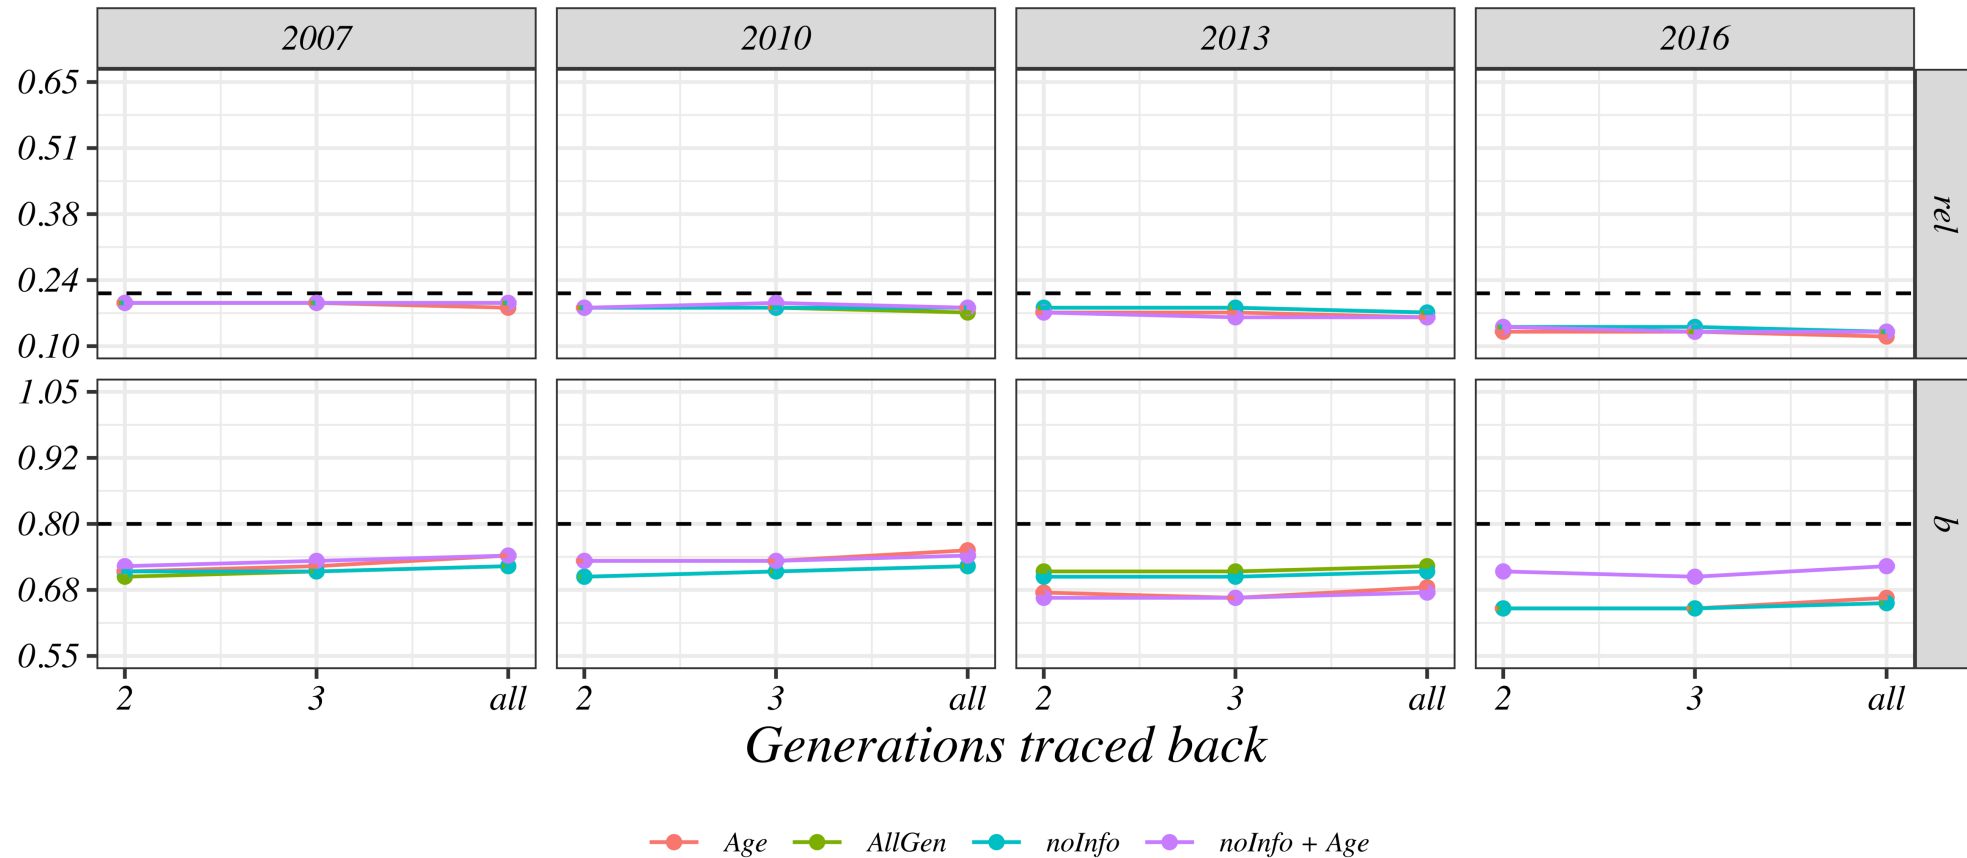 2007 2010 2013 2016
0.65
0.51
0.38
0.24
0.10
rel
1.05
0.92
0.80
0.68
0.55
b
2 3 all 2 3 all 2 3 all 2 3 all
Generations traced back
Age AllGen noInfo noInfo + Age